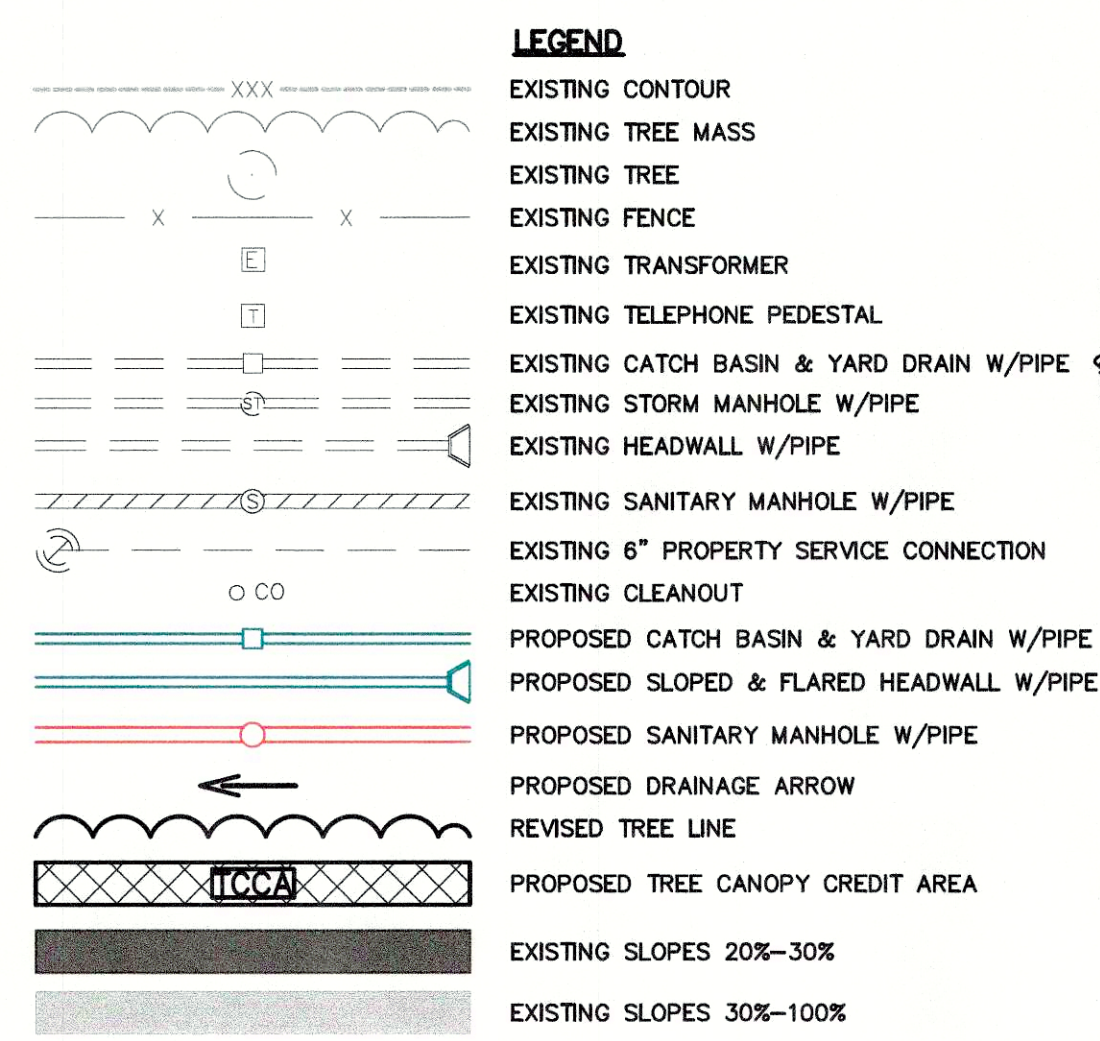 LEGEND
XXX EXISTING CONTOUR
EXISTING TREE MASS
EXISTING TREE
X X EXISTING FENCE
E EXISTING TRANSFORMER
T EXISTING TELEPHONE PEDESTAL
EXISTING CATCH BASIN & YARD DRAIN W/PIPE
ST EXISTING STORM MANHOLE W/PIPE
EXISTING HEADWALL W/PIPE
S EXISTING SANITARY MANHOLE W/PIPE
EXISTING 6" PROPERTY SERVICE CONNECTION
CO EXISTING CLEANOUT
PROPOSED CATCH BASIN & YARD DRAIN W/PIPE
PROPOSED SLOPED & FLARED HEADWALL W/PIPE
PROPOSED SANITARY MANHOLE W/PIPE
PROPOSED DRAINAGE ARROW
REVISED TREE LINE
TCCA PROPOSED TREE CANOPY CREDIT AREA
EXISTING SLOPES 20%–30%
EXISTING SLOPES 30%–100%